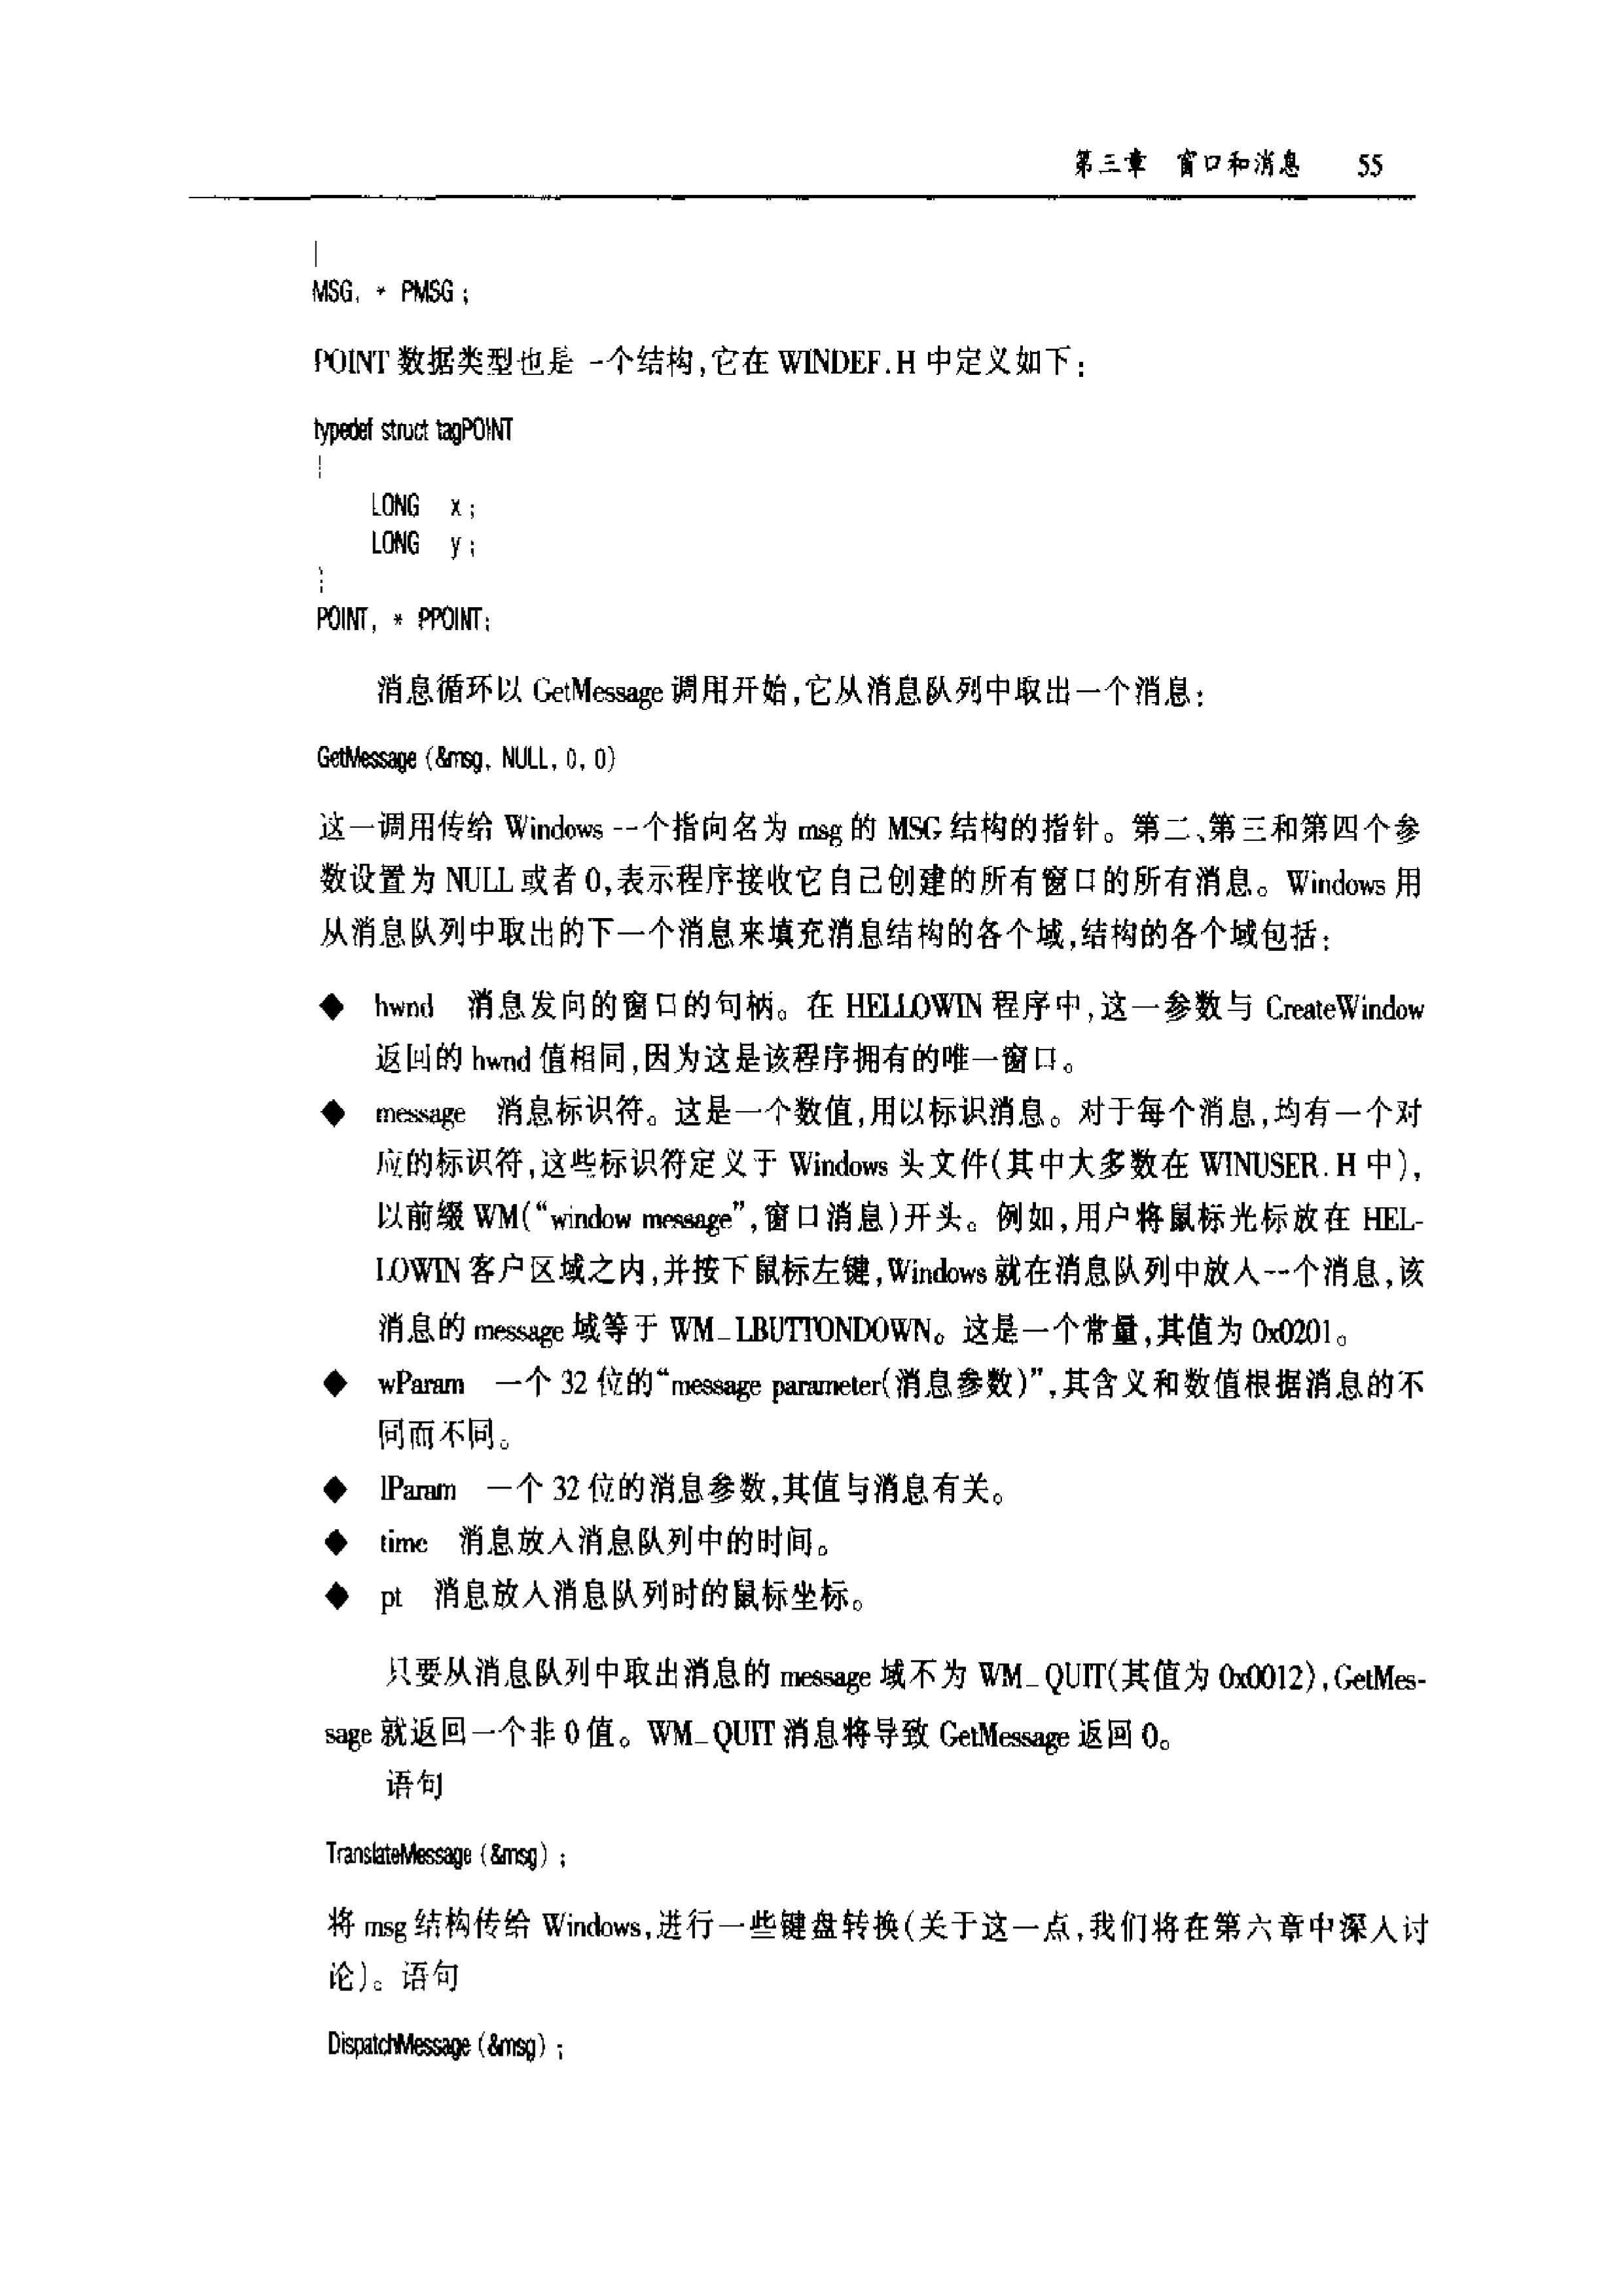 第三章 窗口和消息 55
}
MSG, * PMSG ;
POINT 数据类型也是一个结构,它在 WINDEF.H 中定义如下:
typedef struct tagPOINT
{
LONG x ;
LONG y ;
}
POINT, * PPOINT;
消息循环以 GetMessage 调用开始,它从消息队列中取出一个消息:
GetMessage (&msg, NULL, 0, 0)
这一调用传给 Windows 一个指向名为 msg 的 MSG 结构的指针。第二、第三和第四个参
数设置为 NULL 或者 0,表示程序接收它自己创建的所有窗口的所有消息。Windows 用
从消息队列中取出的下一个消息来填充消息结构的各个域,结构的各个域包括:
◆ hwnd 消息发向的窗口的句柄。在 HELLOWIN 程序中,这一参数与 CreateWindow
返回的 hwnd 值相同,因为这是该程序拥有的唯一窗口。
◆ message 消息标识符。这是一个数值,用以标识消息。对于每个消息,均有一个对
应的标识符,这些标识符定义于 Windows 头文件(其中大多数在 WINUSER.H 中),
以前缀 WM(“window message”,窗口消息)开头。例如,用户将鼠标光标放在 HEL-
LOWIN 客户区域之内,并按下鼠标左键,Windows 就在消息队列中放入一个消息,该
消息的 message 域等于 WM_LBUTTONDOWN。这是一个常量,其值为 0x0201。
◆ wParam 一个 32 位的“message parameter(消息参数)”,其含义和数值根据消息的不
同而不同。
◆ lParam 一个 32 位的消息参数,其值与消息有关。
◆ time 消息放入消息队列中的时间。
◆ pt 消息放入消息队列时的鼠标坐标。
只要从消息队列中取出消息的 message 域不为 WM_QUIT(其值为 0x0012),GetMes-
sage 就返回一个非 0 值。WM_QUIT 消息将导致 GetMessage 返回 0。
语句
TranslateMessage (&msg) ;
将 msg 结构传给 Windows,进行一些键盘转换(关于这一点,我们将在第六章中深入讨
论)。语句
DispatchMessage (&msg) ;